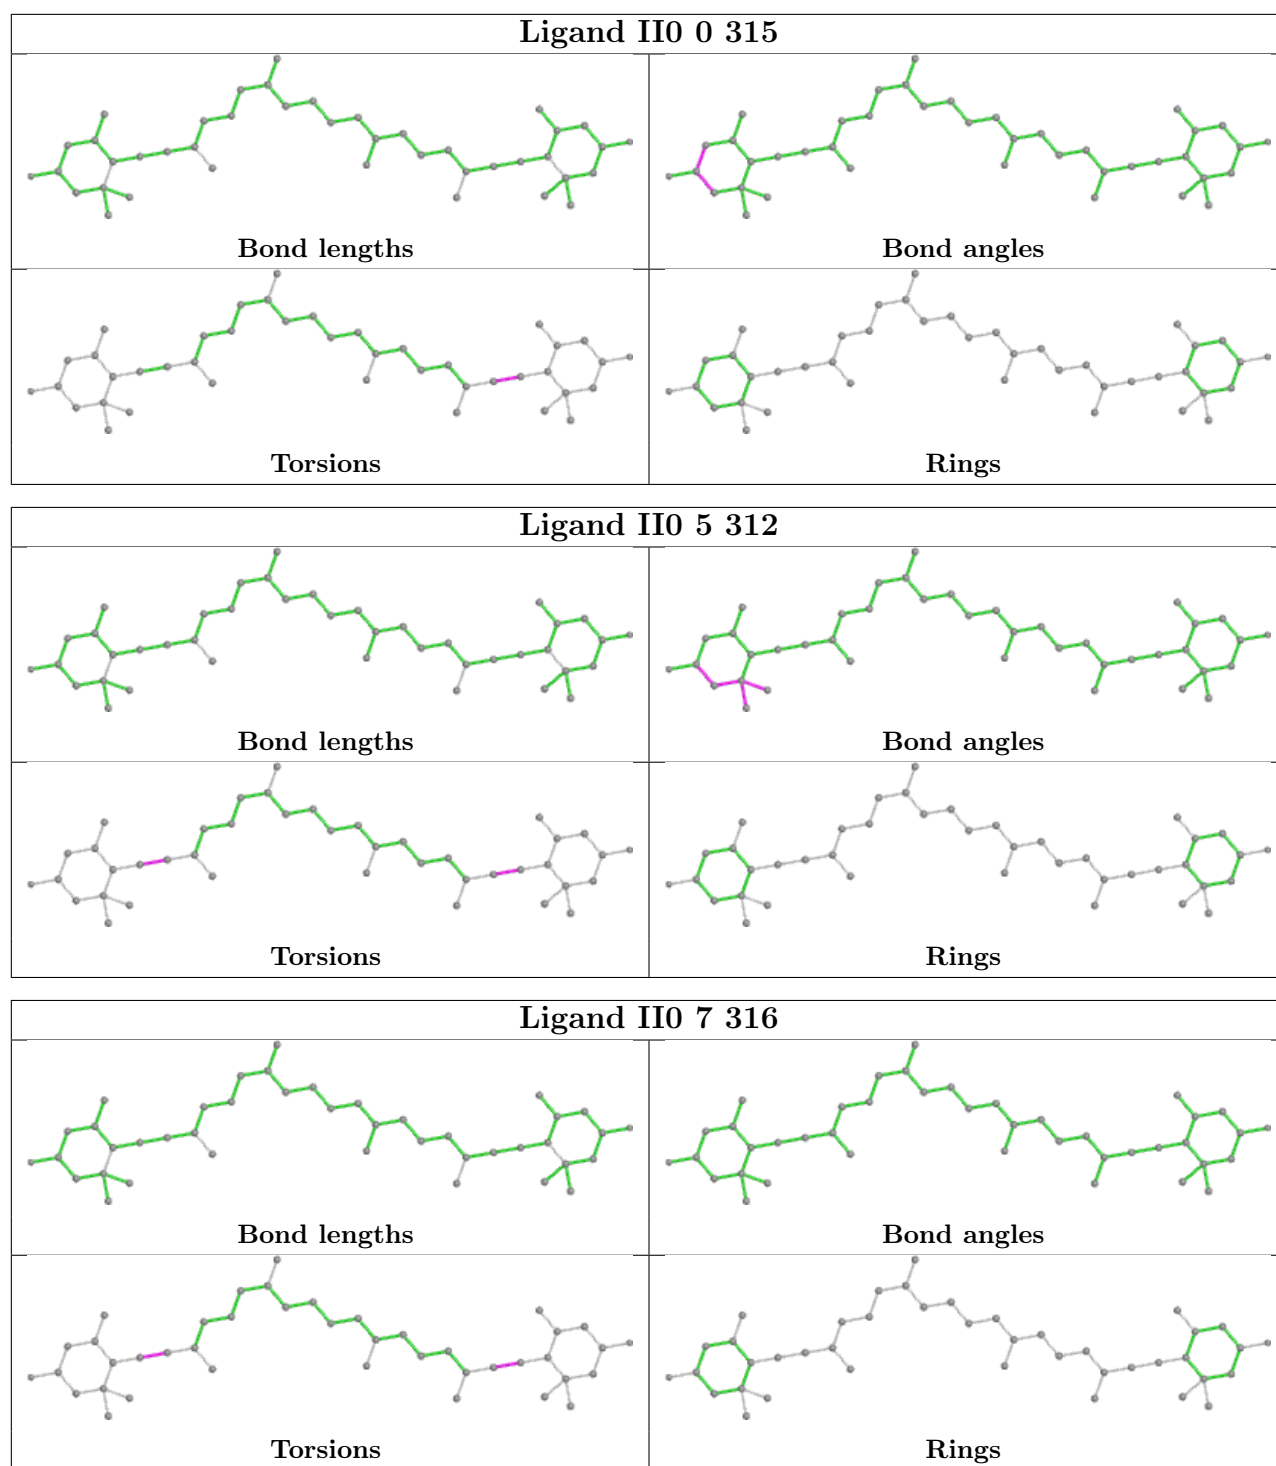 Ligand II0 0 315
Bond lengths
Bond angles
Torsions
Rings
Ligand II0 5 312
Bond lengths
Bond angles
Torsions
Rings
Ligand II0 7 316
Bond lengths
Bond angles
Torsions
Rings